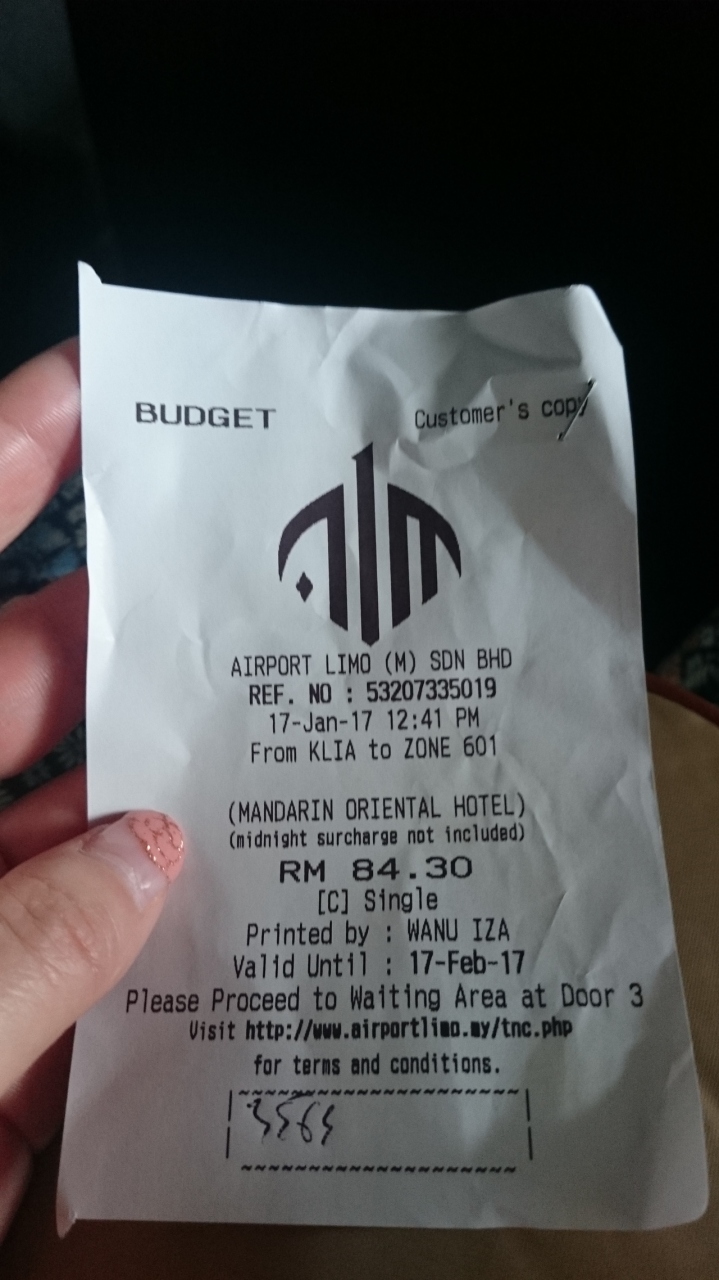 BUDGET Customer's copy
alm
AIRPORT LIMO (M) SDN BHD
REF. NO : 53207335019
17-Jan-17 12:41 PM
From KLIA to ZONE 601
(MANDARIN ORIENTAL HOTEL)
(midnight surcharge not included)
RM 84.30
[C] Single
Printed by : WANU IZA
Valid Until : 17-Feb-17
Please Proceed to Waiting Area at Door 3
Visit http://www.airportlimo.my/tnc.php
for terms and conditions.